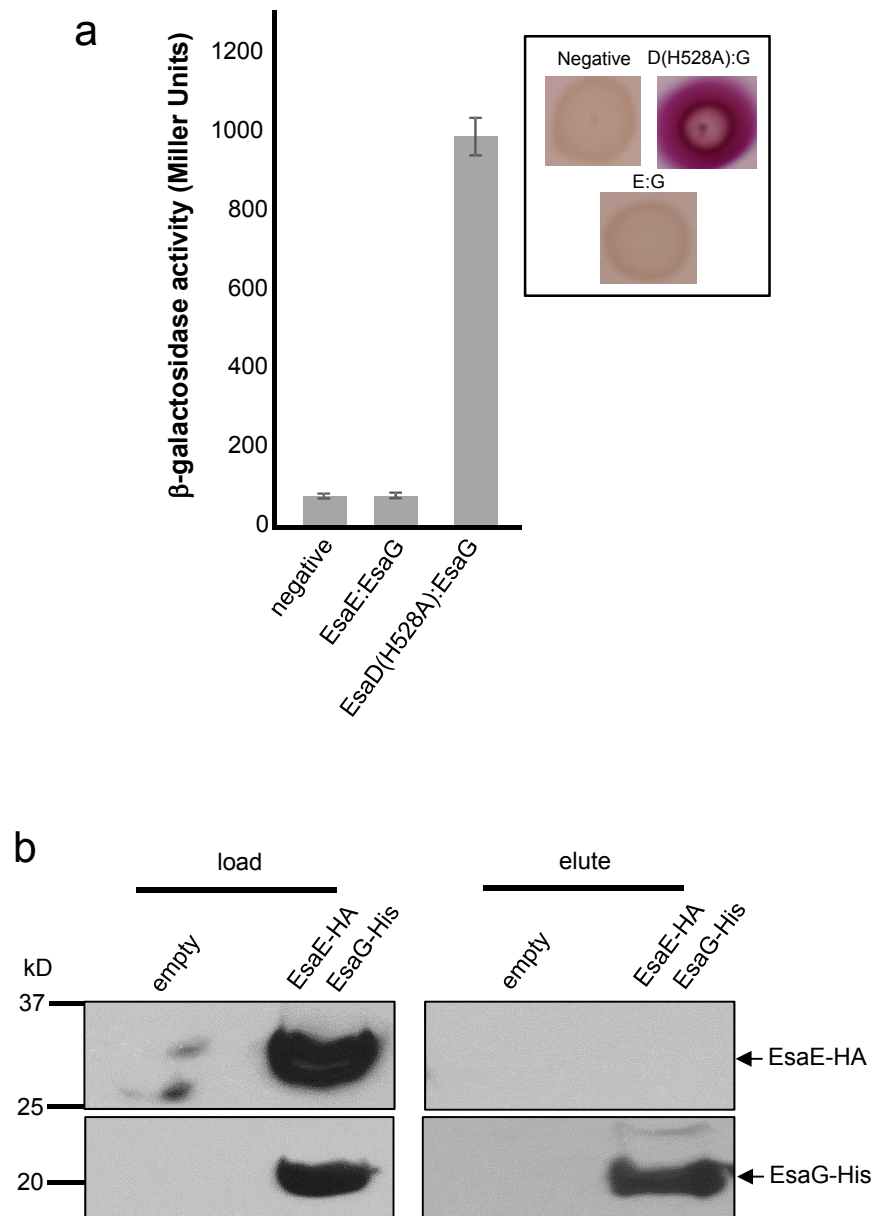 a
β-galactosidase activity (Miller Units)
1200
1000
800
600
400
200
0
negative
EsaE:EsaG
EsaD(H528A):EsaG
Negative D(H528A):G
E:G
b
load elute
empty EsaE-HA EsaG-His empty EsaE-HA EsaG-His
kD
37
EsaE-HA
25
20
EsaG-His